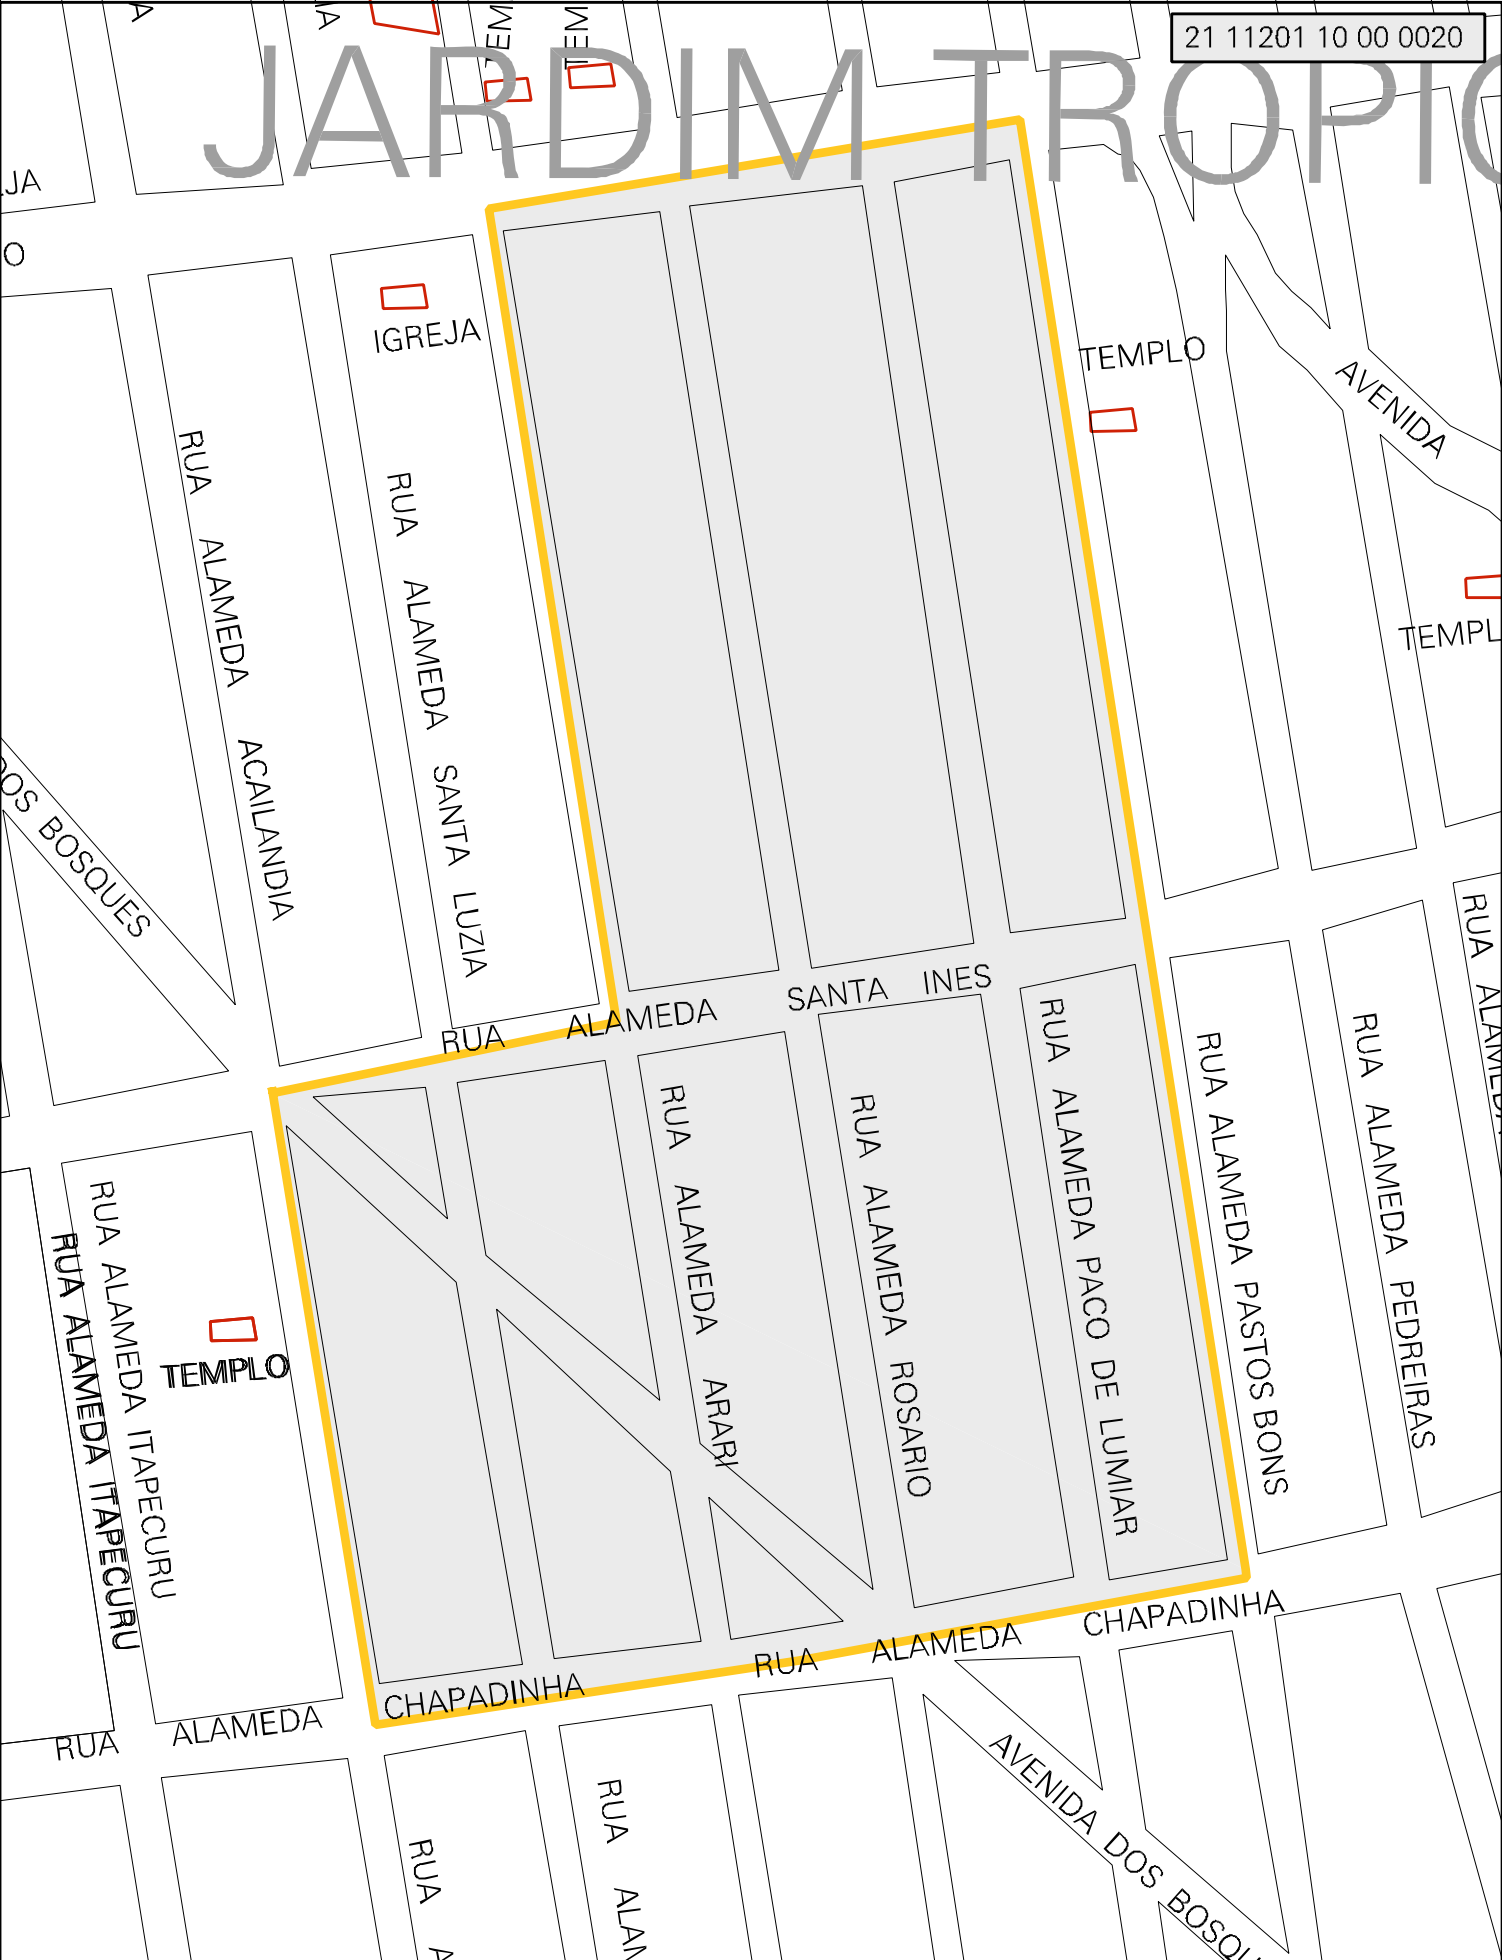 21 11201 10 00 0020
JARDIM TROPIC
IGREJA
TEMPLO
AVENIDA
TEMPL
RUA ALAMEDA ACAILANDIA
RUA ALAMEDA SANTA LUZIA
DOS BOSQUES
RUA ALAMEDA SANTA INES
RUA ALAMEDA ITAPECURU
RUA ALAMEDA ITAPECURU
TEMPLO
RUA ALAMEDA ARARI
RUA ALAMEDA ROSARIO
RUA ALAMEDA PACO DE LUMIAR
RUA ALAMEDA PASTOS BONS
RUA ALAMEDA PEDREIRAS
RUA ALAMEDA
RUA ALAMEDA CHAPADINHA
RUA ALAMEDA CHAPADINHA
AVENIDA DOS BOSQU
RUA A
RUA ALAM